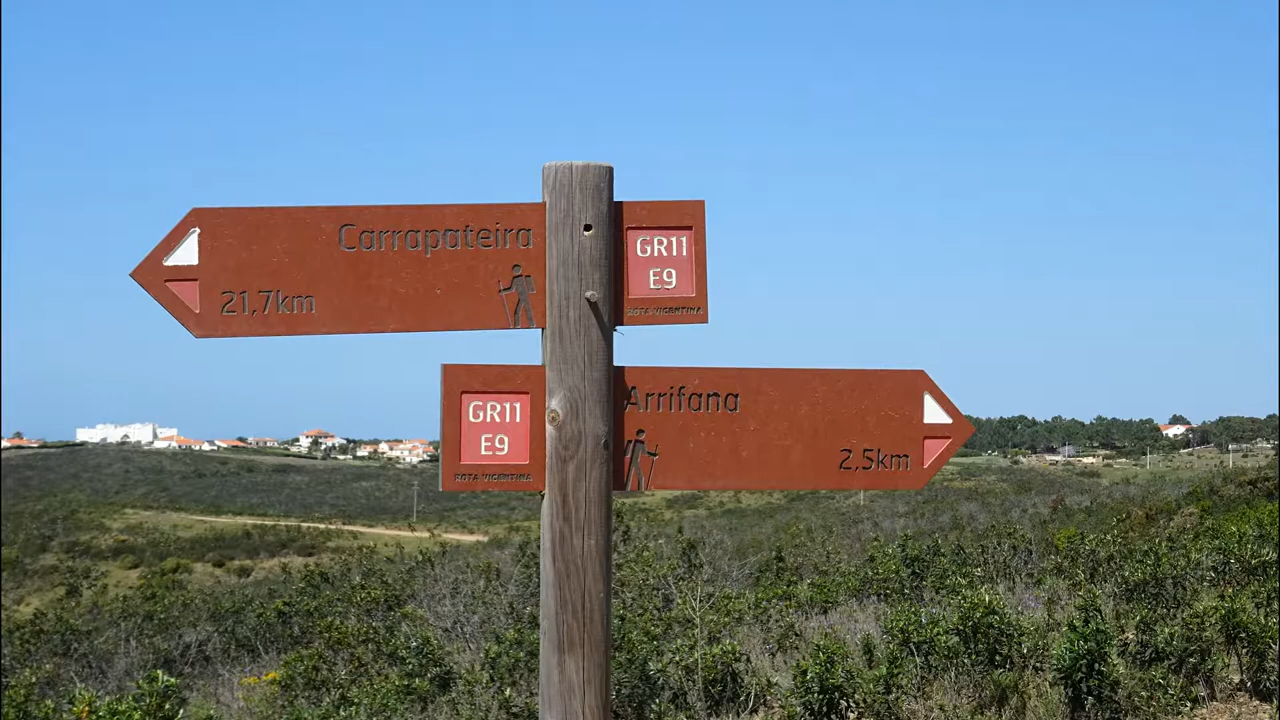 Carrapateira
21,7km
GR11
E9
ROTA VICENTINA
GR11
E9
ROTA VICENTINA
Arrifana
2,5km